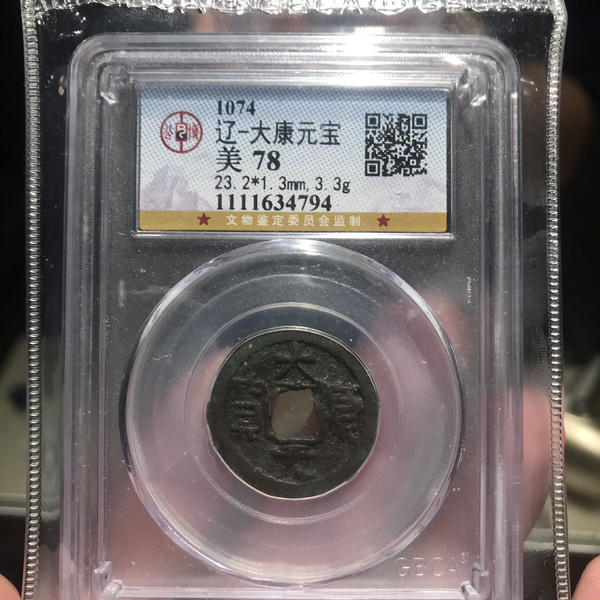 1074
辽-大康元宝
美 78
23.2*1.3mm, 3.3g
1111634794
★ 文物鉴定委员会监制 ★
大康元寶
GBCA